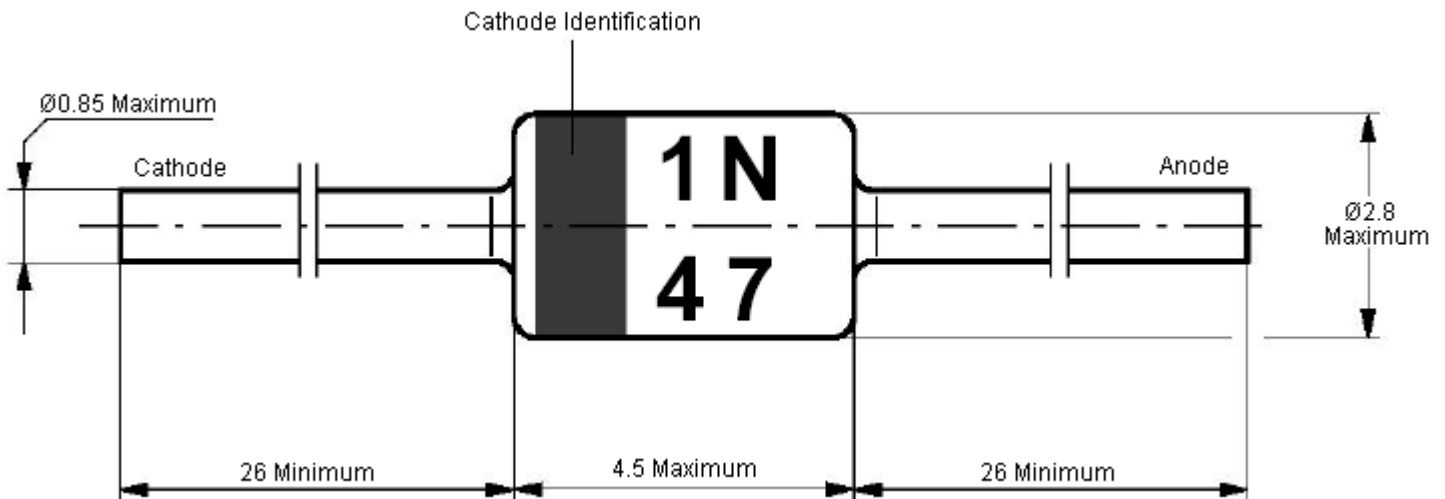 Cathode Identification
Ø0.85 Maximum
Cathode
1N
47
Anode
Ø2.8
Maximum
26 Minimum
4.5 Maximum
26 Minimum